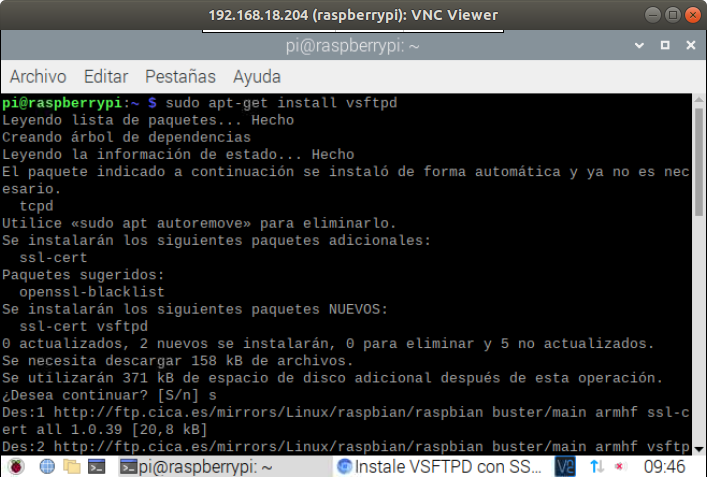 192.168.18.204 (raspberrypi): VNC Viewer
pi@raspberrypi: ~
Archivo Editar Pestañas Ayuda
pi@raspberrypi:~ $ sudo apt-get install vsftpd
Leyendo lista de paquetes... Hecho
Creando árbol de dependencias
Leyendo la información de estado... Hecho
El paquete indicado a continuación se instaló de forma automática y ya no es nec
esario.
tcpd
Utilice «sudo apt autoremove» para eliminarlo.
Se instalarán los siguientes paquetes adicionales:
ssl-cert
Paquetes sugeridos:
openssl-blacklist
Se instalarán los siguientes paquetes NUEVOS:
ssl-cert vsftpd
0 actualizados, 2 nuevos se instalarán, 0 para eliminar y 5 no actualizados.
Se necesita descargar 158 kB de archivos.
Se utilizarán 371 kB de espacio de disco adicional después de esta operación.
¿Desea continuar? [S/n] s
Des:1 http://ftp.cica.es/mirrors/Linux/raspbian/raspbian buster/main armhf ssl-c
ert all 1.0.39 [20,8 kB]
Des:2 http://ftp.cica.es/mirrors/Linux/raspbian/raspbian buster/main armhf vsftp
pi@raspberrypi: ~ Instale VSFTPD con SS... V2 09:46